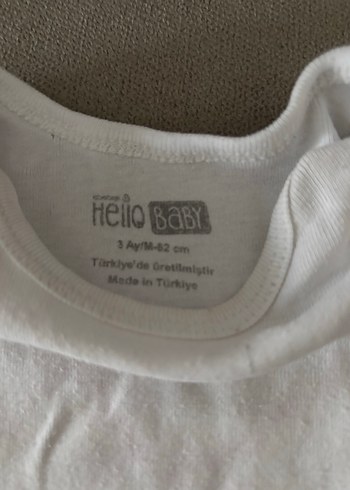 Hello BaBY
3 Ay/M-62 cm
Türkiye'de üretilmiştir
Made in Türkiye